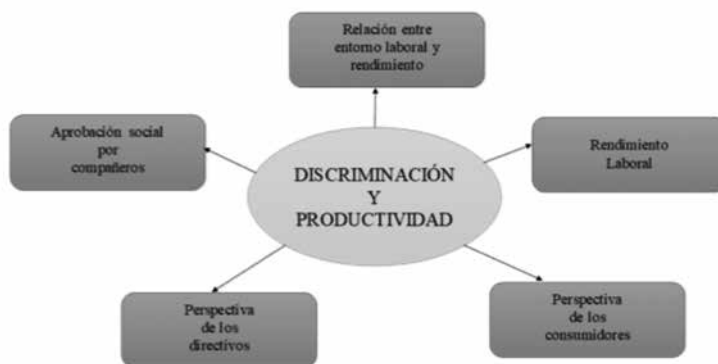 Relación entre
entorno laboral y
rendimiento
Aprobación social
por
compañeros
Rendimiento
Laboral
DISCRIMINACIÓN
Y
PRODUCTIVIDAD
Perspectiva
de los
directivos
Perspectiva
de los
consumidores